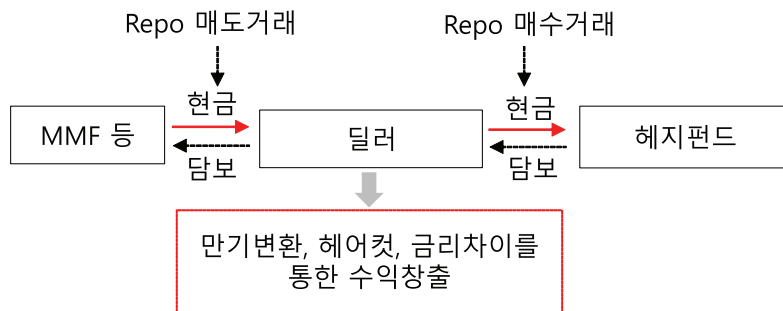 Repo 매도거래
Repo 매수거래
현금
현금
MMF 등
딜러
헤지펀드
담보
담보
만기변환, 헤어컷, 금리차이를
통한 수익창출